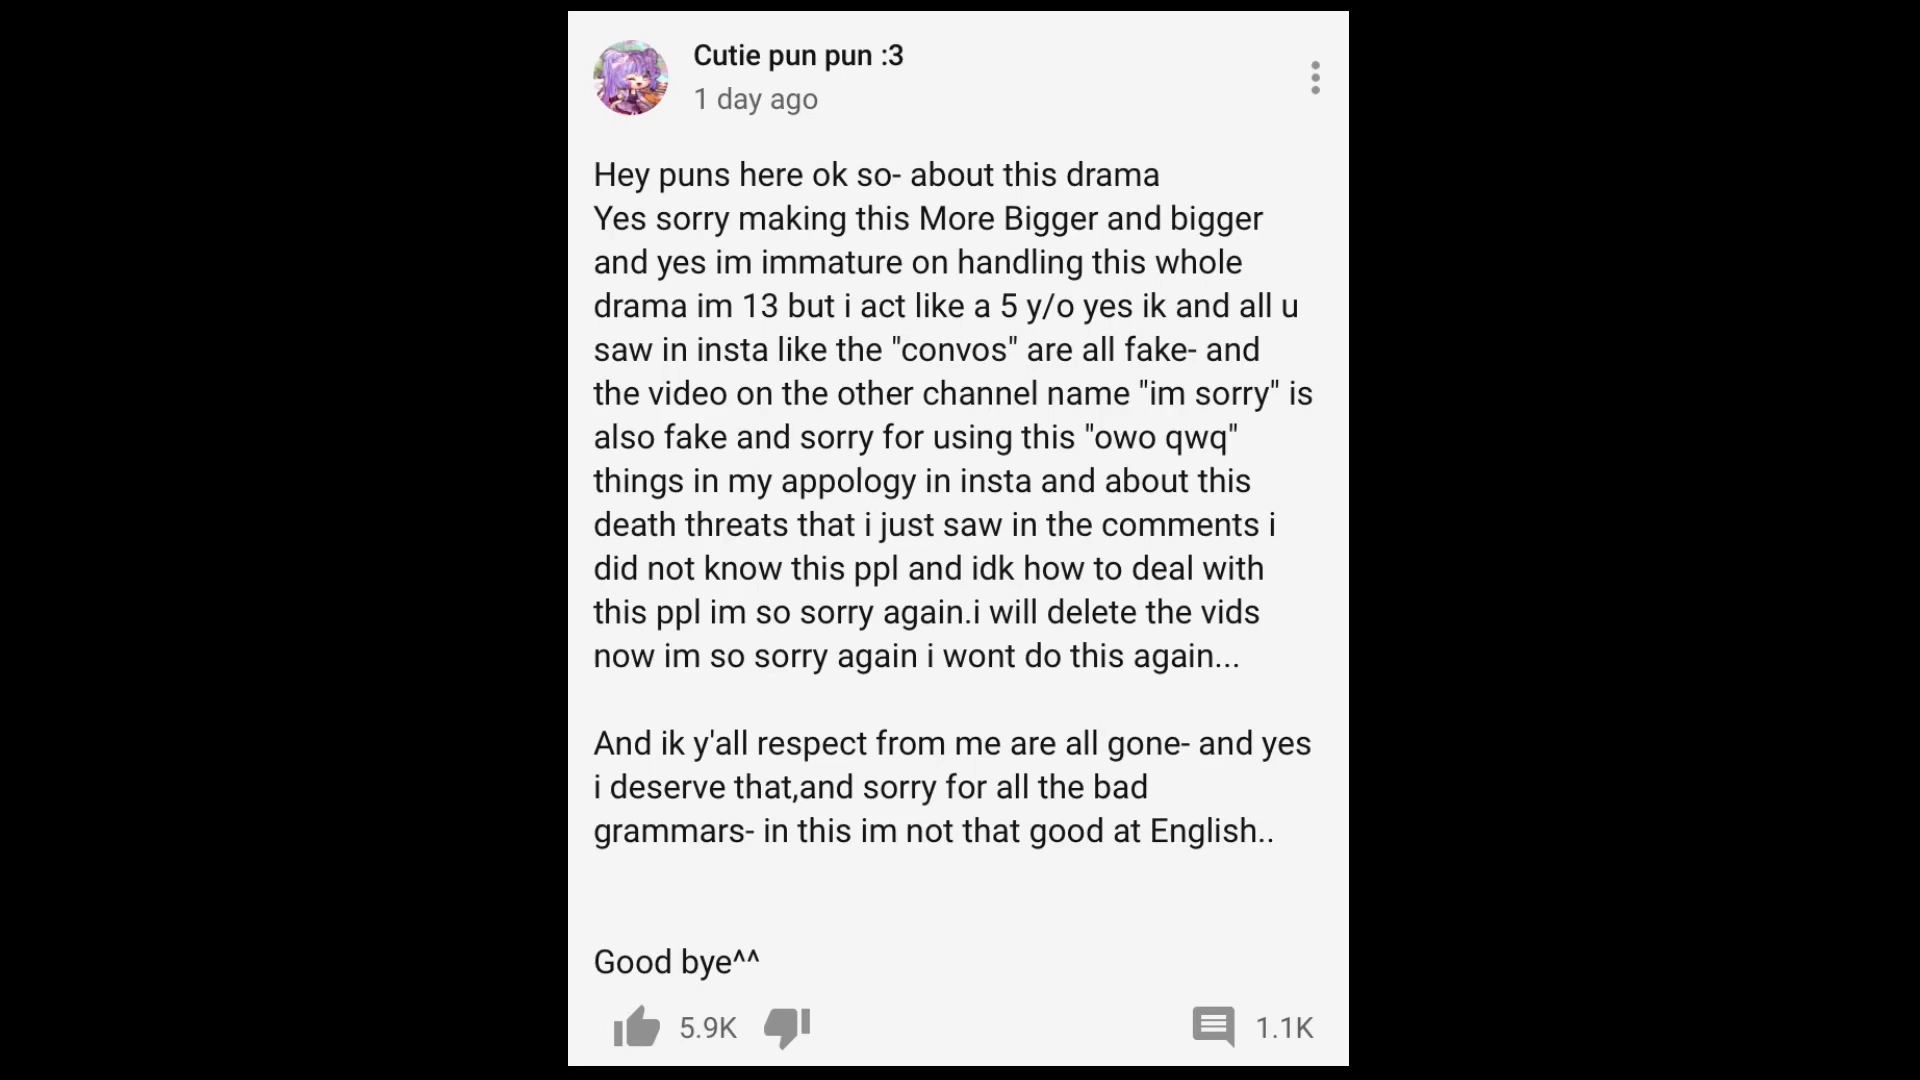 Cutie pun pun :3
1 day ago
Hey puns here ok so- about this drama
Yes sorry making this More Bigger and bigger
and yes im immature on handling this whole
drama im 13 but i act like a 5 y/o yes ik and all u
saw in insta like the "convos" are all fake- and
the video on the other channel name "im sorry" is
also fake and sorry for using this "owo qwq"
things in my appology in insta and about this
death threats that i just saw in the comments i
did not know this ppl and idk how to deal with
this ppl im so sorry again.i will delete the vids
now im so sorry again i wont do this again...
And ik y'all respect from me are all gone- and yes
i deserve that,and sorry for all the bad
grammars- in this im not that good at English..
Good bye^^
5.9K
1.1K